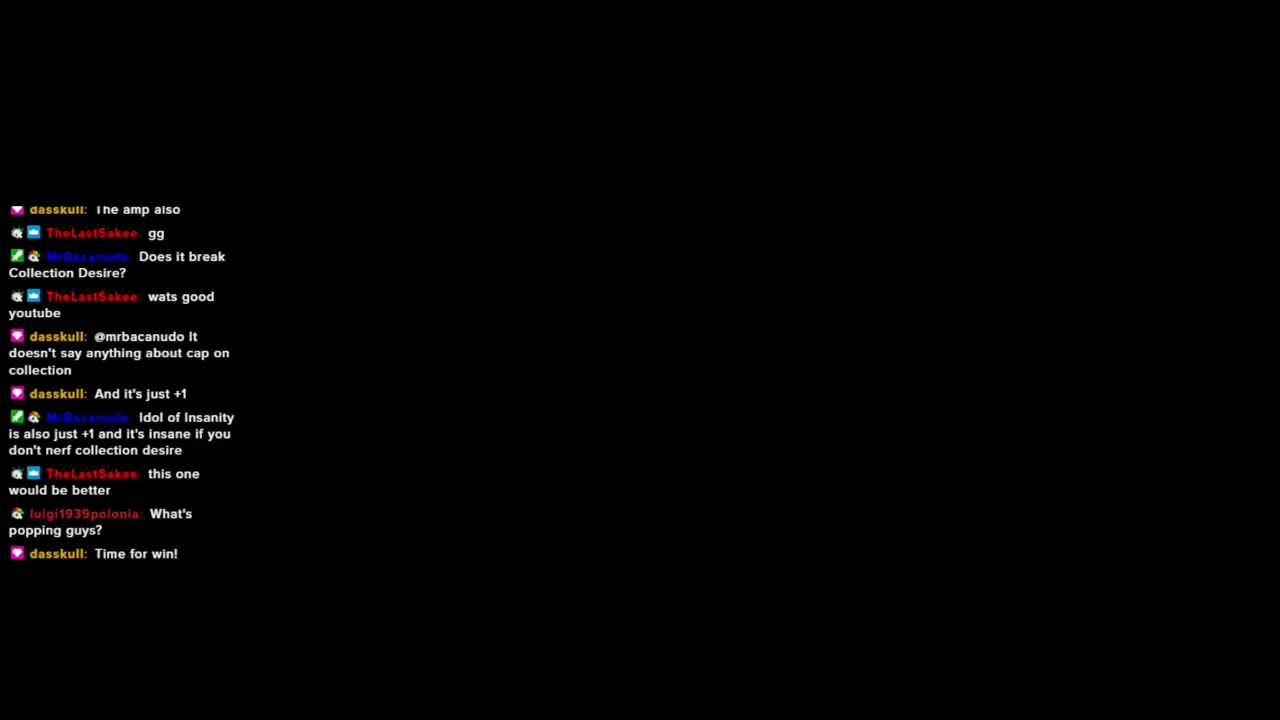 dasskull: The amp also
TheLastSakee: gg
MrBacanudo: Does it break
Collection Desire?
TheLastSakee: wats good
youtube
dasskull: @mrbacanudo It
doesn't say anything about cap on
collection
dasskull: And it's just +1
MrBacanudo: Idol of Insanity
is also just +1 and it's insane if you
don't nerf collection desire
TheLastSakee: this one
would be better
luigi1939polonia: What's
popping guys?
dasskull: Time for win!